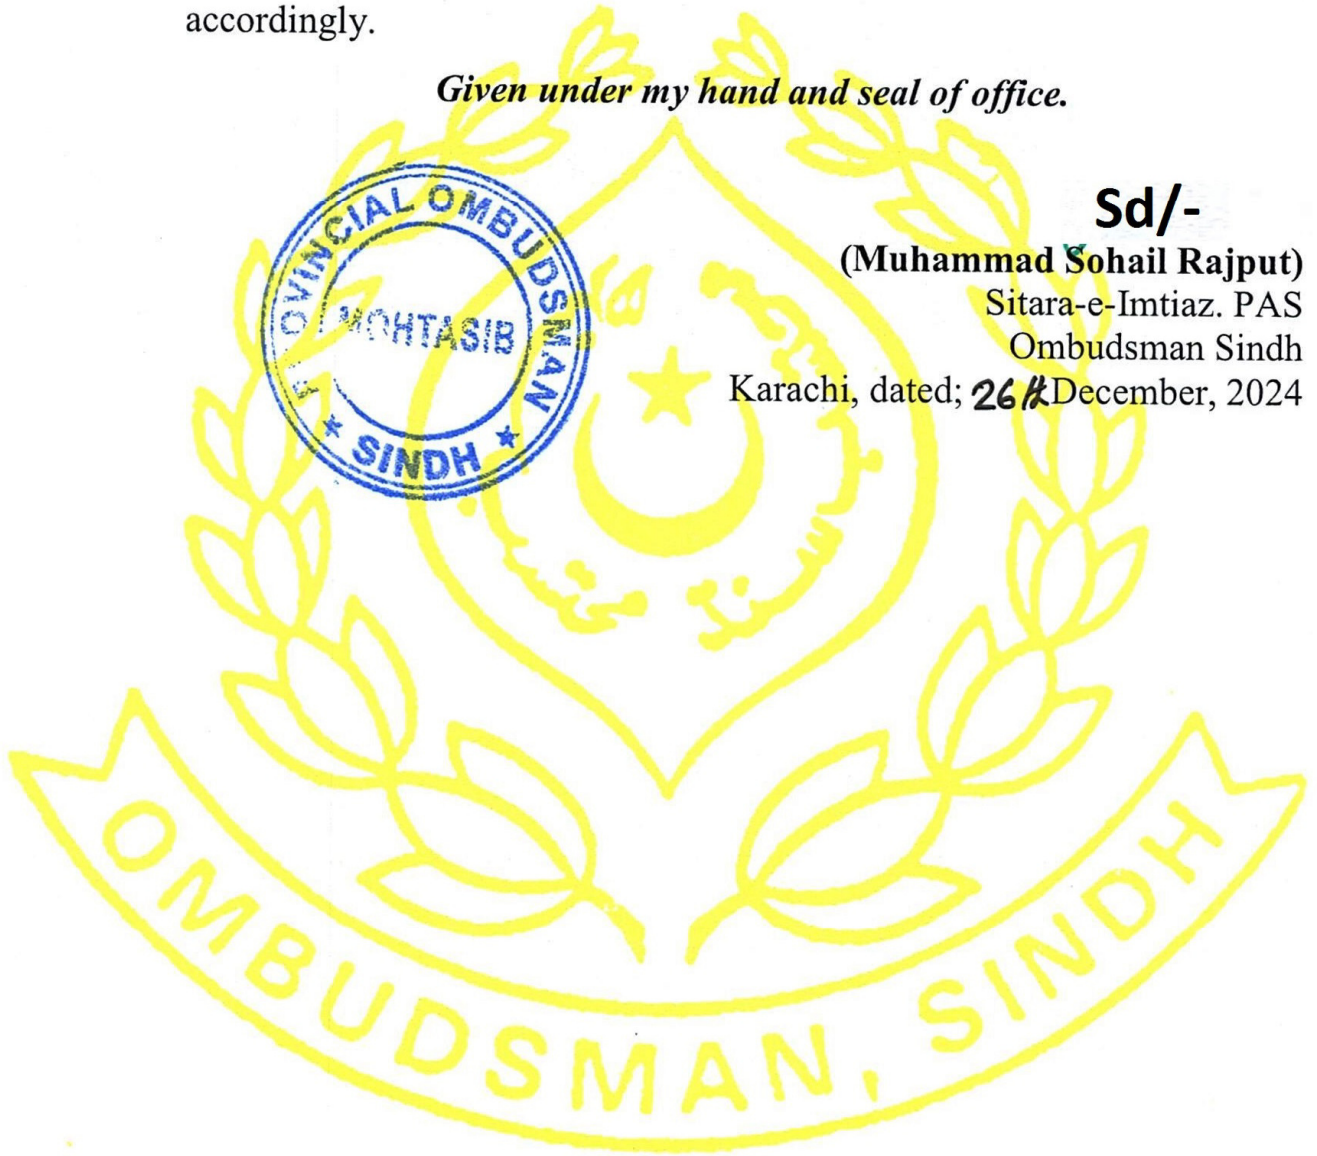 accordingly.
Given under my hand and seal of office.
Sd/-
(Muhammad Sohail Rajput)
Sitara-e-Imtiaz. PAS
Ombudsman Sindh
Karachi, dated; 26th December, 2024
PROVINCIAL OMBUDSMAN
MOHTASIB
★ SINDH ★
OMBUDSMAN, SINDH